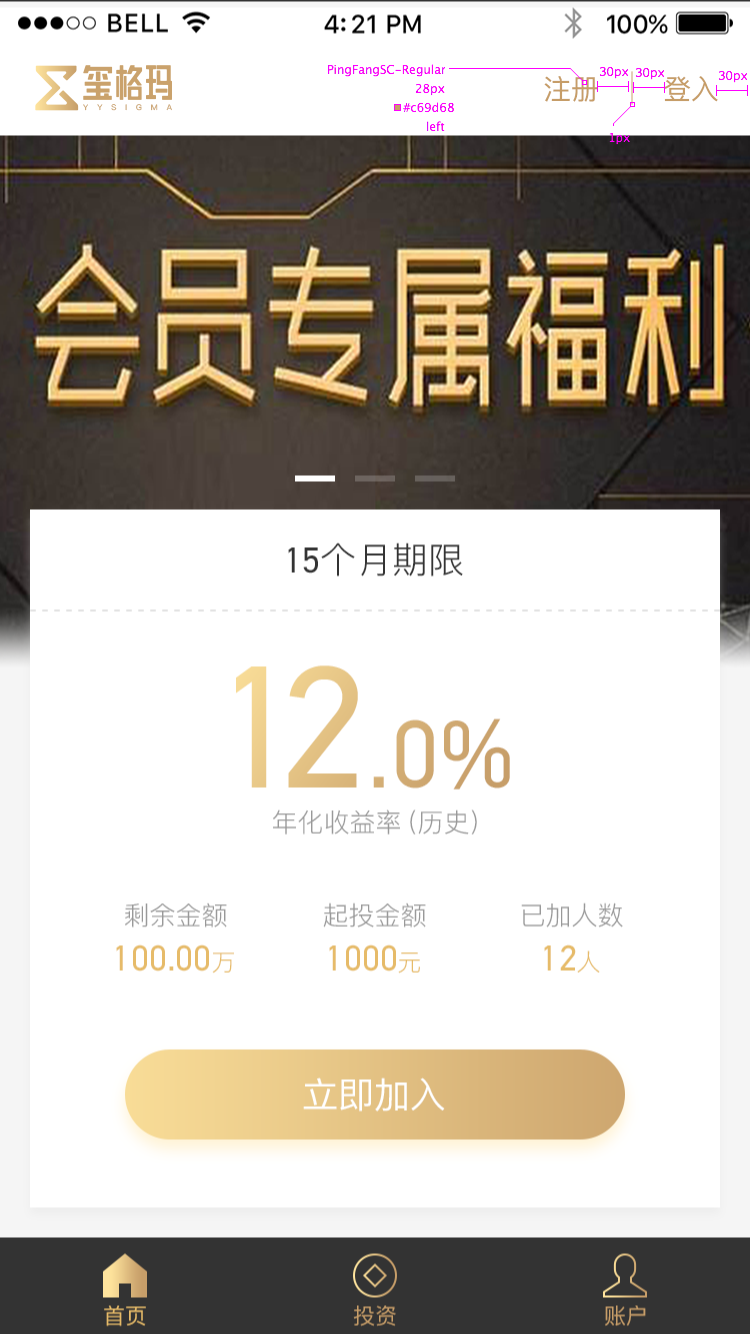 BELL 4:21 PM 100%
玺格玛
YYSIGMA
PingFangSC-Regular
28px
#c69d68
left
注册 登入
30px 30px 30px
1px
会员专属福利
15个月期限
12.0%
年化收益率 (历史)
剩余金额 起投金额 已加人数
100.00万 1000元 12人
立即加入
首页 投资 账户